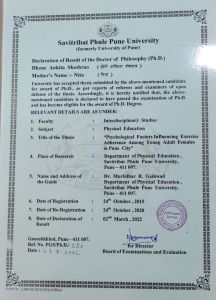 Savitribai Phule Pune University
(formerly University of Pune)
Declaration of Result of the Doctor of Philosophy (Ph.D.)
Dhane Ankita Shashrao
Mother's Name :- Nita
University has accepted thesis submitted by the above-mentioned candidate
for award of Ph.D., as per reports of referees and examiners of open
defense of the thesis. Accordingly, it is hereby notified that, the above-
mentioned candidate is declared to have passed the examination of Ph.D.
and has become eligible for the award of Ph.D. Degree.
RELEVANT DETAILS ARE AS UNDER:
1. Faculty : Interdisciplinary Studies
2. Subject : Physical Education
3. Title of the Thesis : "Psychological Factors Influencing Exercise
Adherence Among Young Adult Females
in Pune City"
4. Place of Research : Department of Physical Education,
Savitribai Phule Pune University,
Pune - 411 007.
5. Name and Address of : Dr. Murlidhar R. Gaikwad
the Guide Department of Physical Education,
Savitribai Phule Pune University,
Pune - 411 007.
6. Date of Registration : 24th October, 2015
7. Date of Re-Registration : 24th October, 2020
8. Date of Declaration of : 02nd March, 2022
Result
Ganeshkhind, Pune - 411 007.
Ref. No. PGS/Ph.D/
Date :
for Director
Board of Examinations and Evaluation